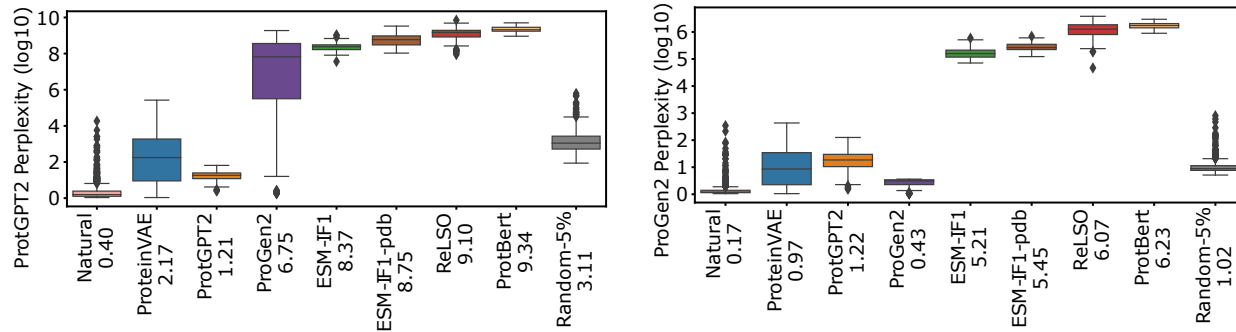 ProtGPT2 Perplexity (log10)
10
8
6
4
2
0
Natural
0.40
ProteinVAE
2.17
ProtGPT2
1.21
ProGen2
6.75
ESM-IF1
8.37
ESM-IF1-pdb
8.75
ReLSO
9.10
ProtBert
9.34
Random-5%
3.11
ProGen2 Perplexity (log10)
6
5
4
3
2
1
0
Natural
0.17
ProteinVAE
0.97
ProtGPT2
1.22
ProGen2
0.43
ESM-IF1
5.21
ESM-IF1-pdb
5.45
ReLSO
6.07
ProtBert
6.23
Random-5%
1.02